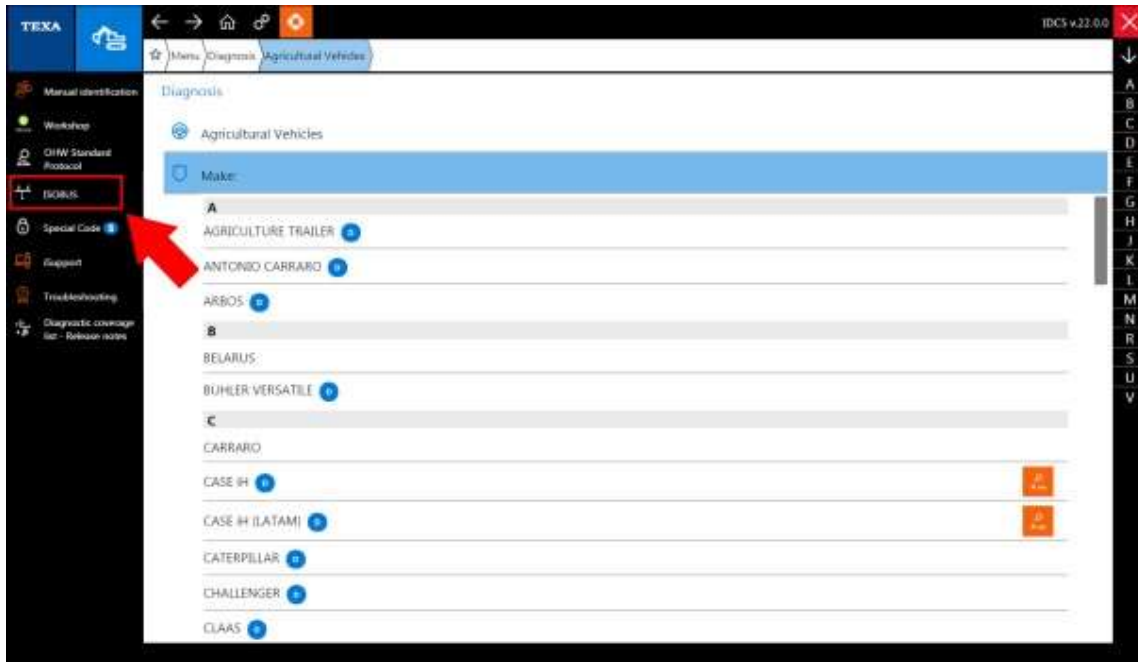 TEXA
IDC5 v.22.0.0
Menu
Diagnosis
Agricultural Vehicles
Manual identification
Workshop
OHW Standard
Protocol
ISOBUS
Special Code
iSupport
Troubleshooting
Diagnostic coverage
list - Release notes
Diagnosis
Agricultural Vehicles
Make:
A
AGRICULTURE TRAILER
ANTONIO CARRARO
ARBOS
B
BELARUS
BUHLER VERSATILE
C
CARRARO
CASE IH
CASE IH (LATAM)
CATERPILLAR
CHALLENGER
CLAAS
A
B
C
D
E
F
G
H
J
K
L
M
N
R
S
U
V